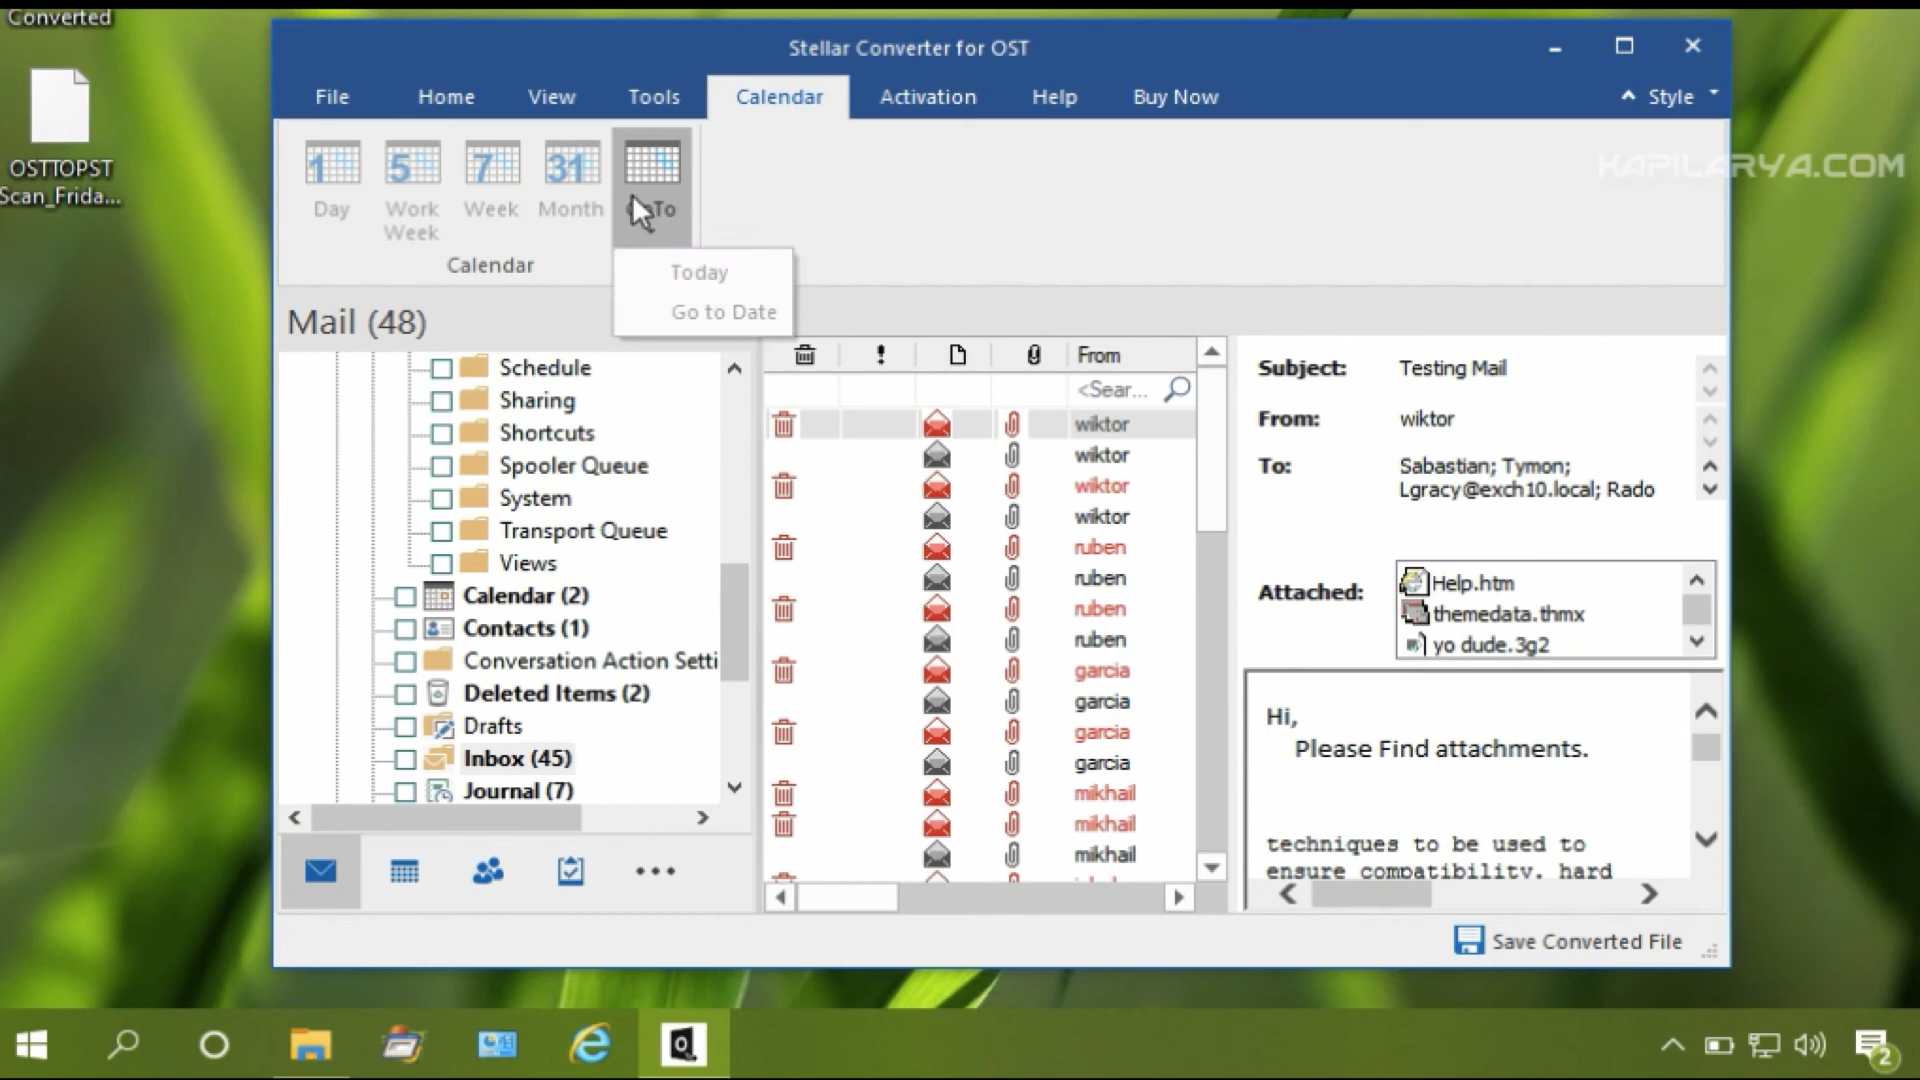 Converted
OSTTOPST
Scan_Frida...
Stellar Converter for OST
File Home View Tools Calendar Activation Help Buy Now Style
1 5 7 31
Day Work Week Week Month
Calendar
Today
Go to Date
KAPILARYA.COM
Mail (48)
Schedule
Sharing
Shortcuts
Spooler Queue
System
Transport Queue
Views
Calendar (2)
Contacts (1)
Conversation Action Setti
Deleted Items (2)
Drafts
Inbox (45)
Journal (7)
From
<Sear...
wiktor
wiktor
wiktor
wiktor
ruben
ruben
ruben
ruben
garcia
garcia
garcia
garcia
mikhail
mikhail
mikhail
Subject: Testing Mail
From: wiktor
To: Sabastian; Tymon;
Lgracy@exch10.local; Rado
Attached: Help.htm
themedata.thmx
yo dude.3g2
Hi,
Please Find attachments.
techniques to be used to
ensure compatibility, hard
Save Converted File
2